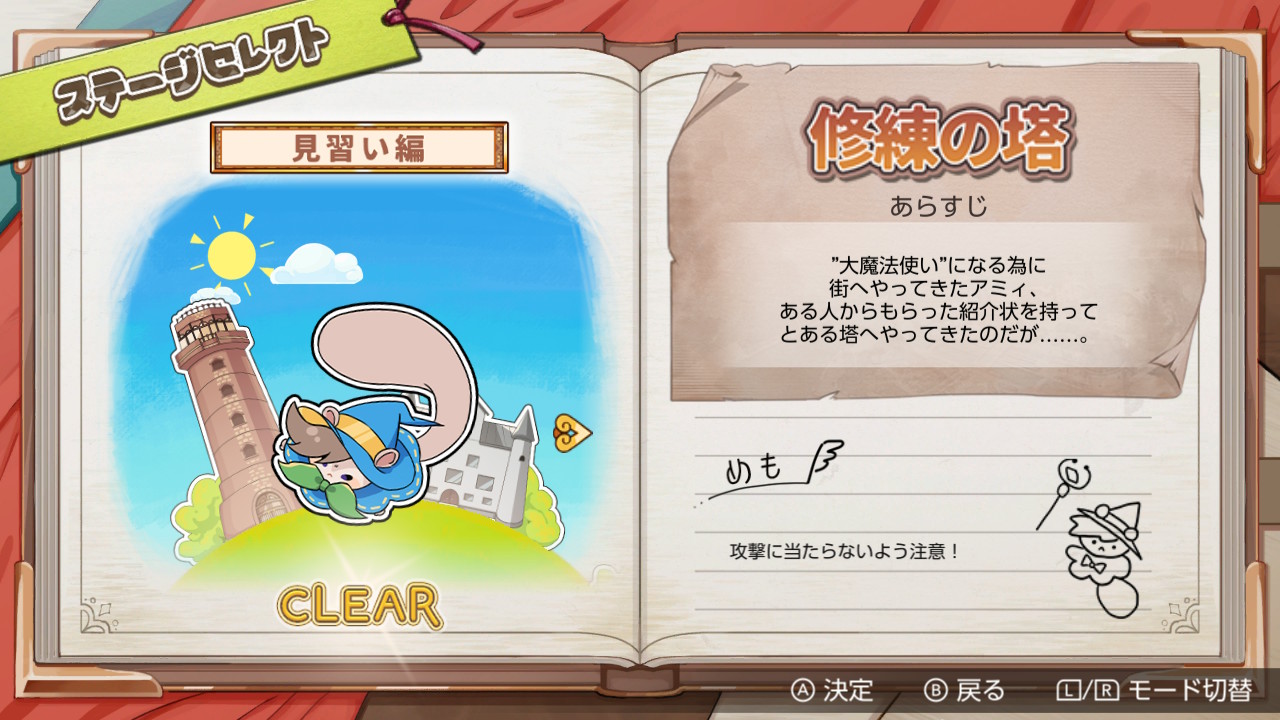 ステージセレクト
見習い編
CLEAR
修練の塔
あらすじ
”大魔法使い”になる為に
街へやってきたアミィ、
ある人からもらった紹介状を持って
とある塔へやってきたのだが……。
めも
攻撃に当たらないよう注意！
Ⓐ 決定 Ⓑ 戻る L/R モード切替